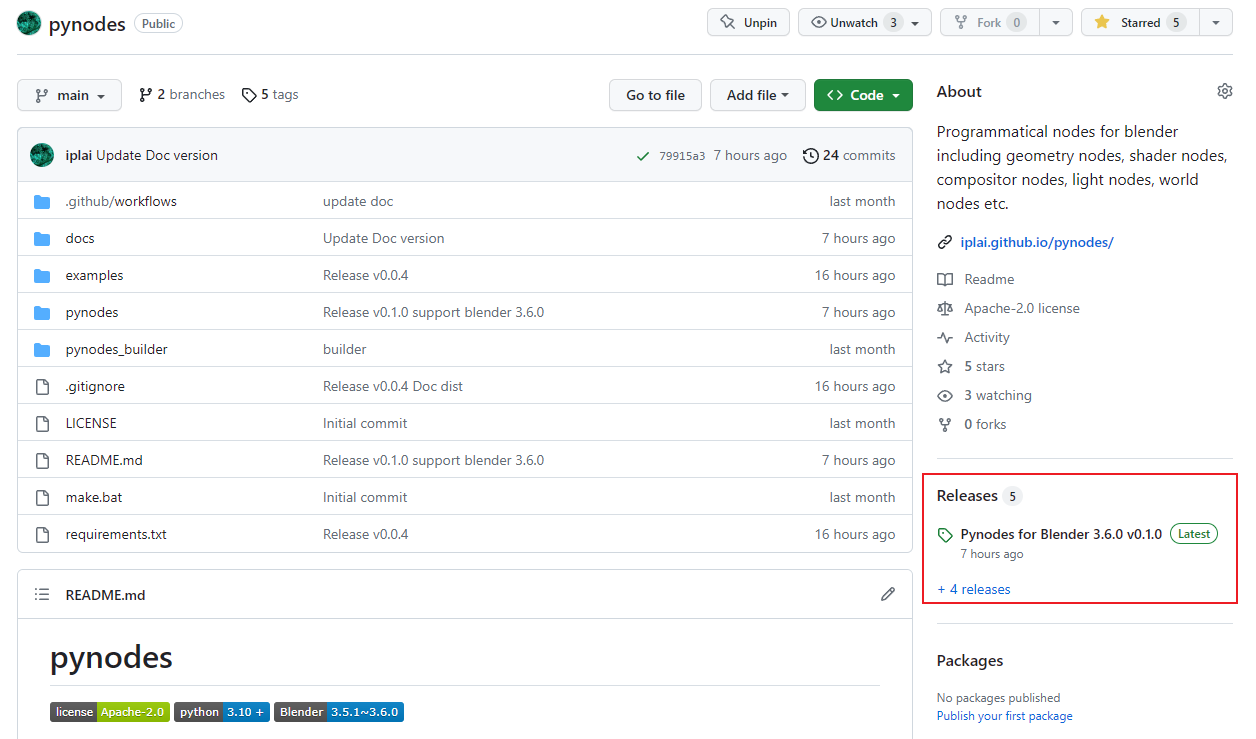 pynodes Public Unpin Unwatch 3 Fork 0 Starred 5
main 2 branches 5 tags Go to file Add file Code
iplai Update Doc version 79915a3 7 hours ago 24 commits
.github/workflows update doc last month
docs Update Doc version 7 hours ago
examples Release v0.0.4 16 hours ago
pynodes Release v0.1.0 support blender 3.6.0 7 hours ago
pynodes_builder builder last month
.gitignore Release v0.0.4 Doc dist 16 hours ago
LICENSE Initial commit last month
README.md Release v0.1.0 support blender 3.6.0 7 hours ago
make.bat Initial commit last month
requirements.txt Release v0.0.4 16 hours ago
README.md
pynodes
license Apache-2.0 python 3.10 + Blender 3.5.1~3.6.0
About
Programmatical nodes for blender
including geometry nodes, shader nodes,
compositor nodes, light nodes, world
nodes etc.
iplai.github.io/pynodes/
Readme
Apache-2.0 license
Activity
5 stars
3 watching
0 forks
Releases 5
Pynodes for Blender 3.6.0 v0.1.0 Latest
7 hours ago
+ 4 releases
Packages
No packages published
Publish your first package